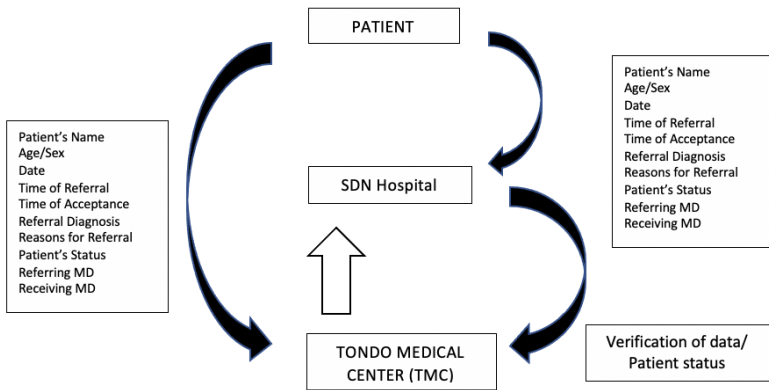 PATIENT
Patient's Name
Age/Sex
Date
Time of Referral
Time of Acceptance
Referral Diagnosis
Reasons for Referral
Patient's Status
Referring MD
Receiving MD
Patient's Name
Age/Sex
Date
Time of Referral
Time of Acceptance
Referral Diagnosis
Reasons for Referral
Patient's Status
Referring MD
Receiving MD
SDN Hospital
TONDO MEDICAL
CENTER (TMC)
Verification of data/
Patient status